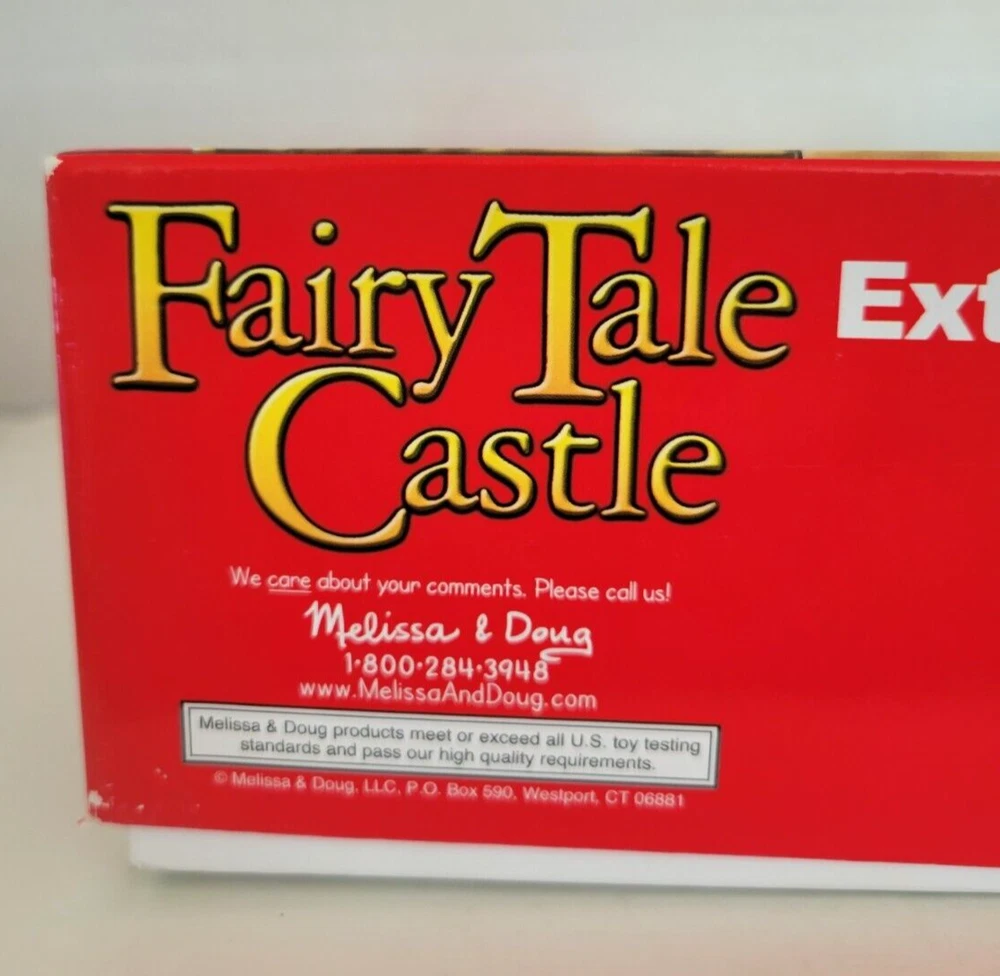 Fairy Tale
Castle
We care about your comments. Please call us!
Melissa & Doug
1·800·284·3948
www.MelissaAndDoug.com
Melissa & Doug products meet or exceed all U.S. toy testing
standards and pass our high quality requirements.
© Melissa & Doug, LLC, P.O. Box 590, Westport, CT 06881